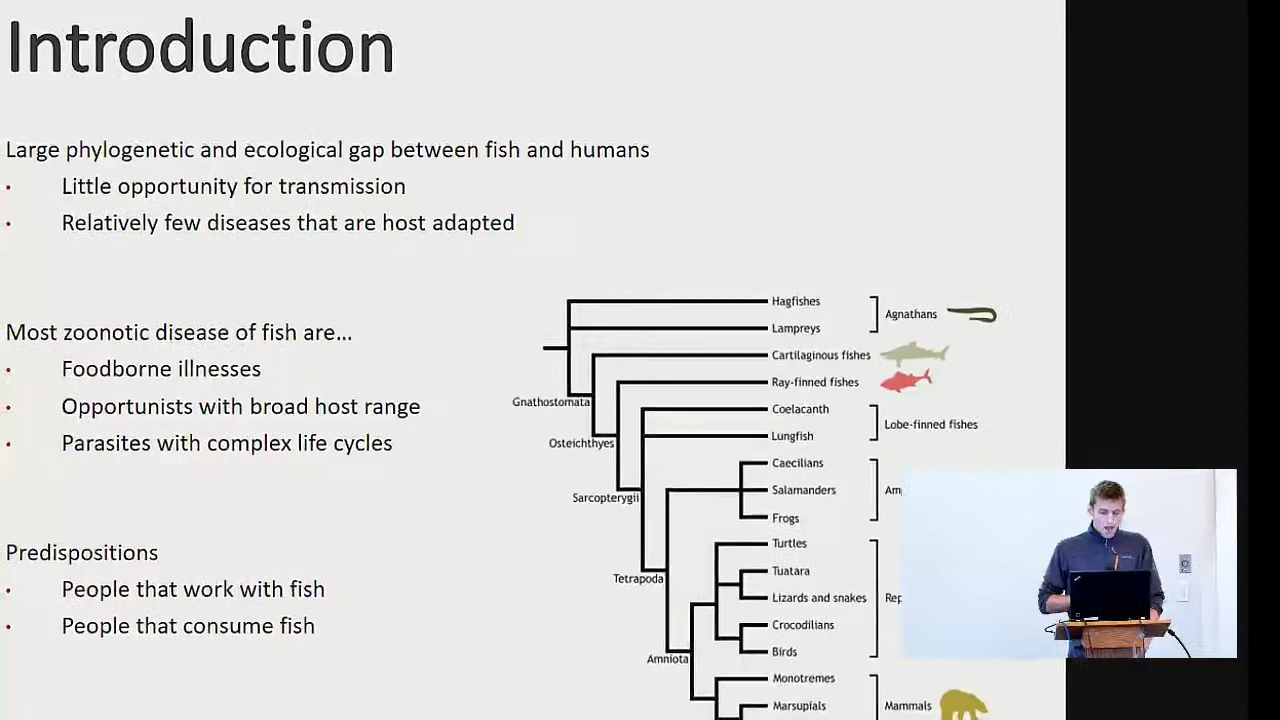 Introduction
Large phylogenetic and ecological gap between fish and humans
• Little opportunity for transmission
• Relatively few diseases that are host adapted
Most zoonotic disease of fish are...
• Foodborne illnesses
• Opportunists with broad host range
• Parasites with complex life cycles
Predispositions
• People that work with fish
• People that consume fish
Hagfishes
Agnathans
Lampreys
Cartilaginous fishes
Ray-finned fishes
Gnathostomata
Coelacanth
Lobe-finned fishes
Lungfish
Osteichthyes
Caecilians
Salamanders
Am
Sarcopterygii
Frogs
Turtles
Tuatara
Tetrapoda
Lizards and snakes
Rep
Crocodilians
Birds
Amniota
Monotremes
Marsupials
Mammals